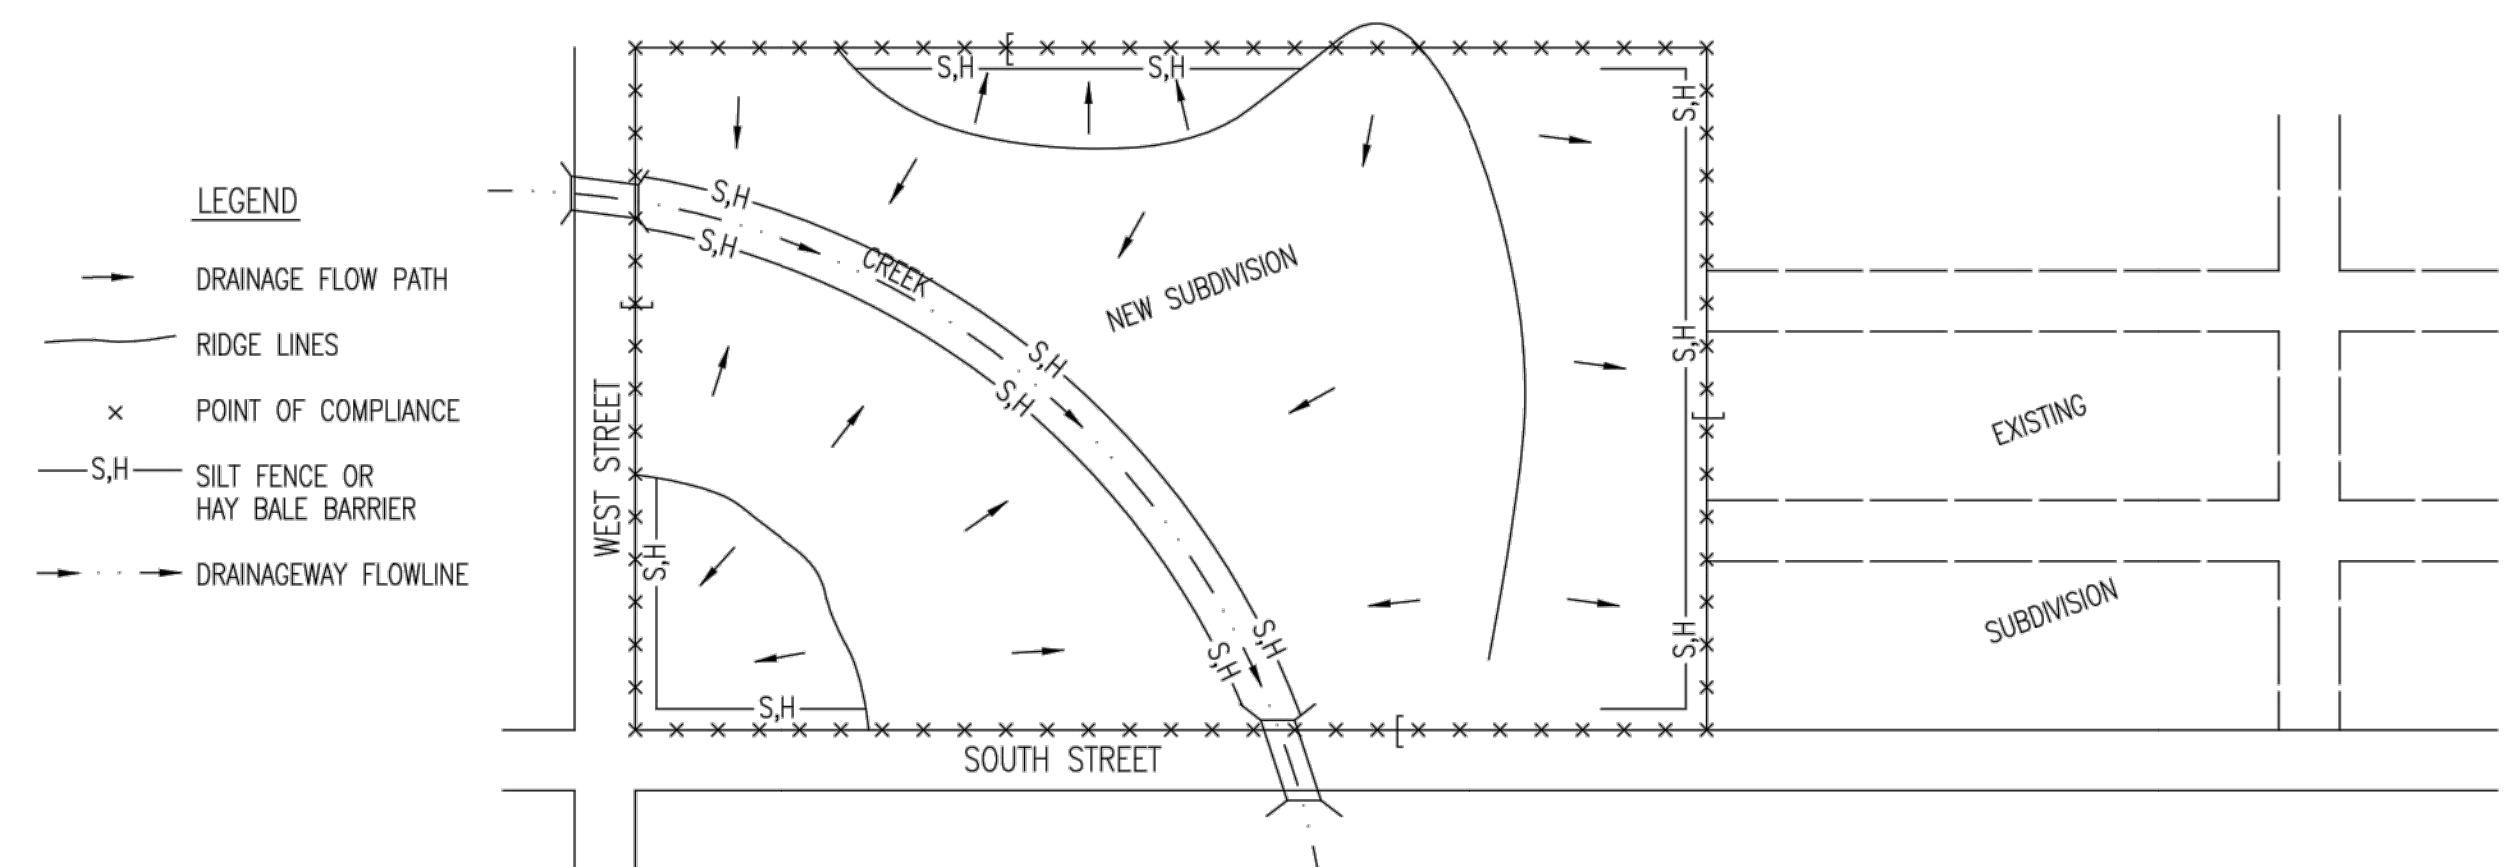 LEGEND
DRAINAGE FLOW PATH
RIDGE LINES
POINT OF COMPLIANCE
S,H
SILT FENCE OR
HAY BALE BARRIER
DRAINAGEWAY FLOWLINE
S,H
S,H
S,H
S,H
S,H
CREEK
NEW SUBDIVISION
S,H
S,H
S,H
WEST STREET
EXISTING
S,H
SUBDIVISION
S,H
S,H
S,H
S,H
SOUTH STREET